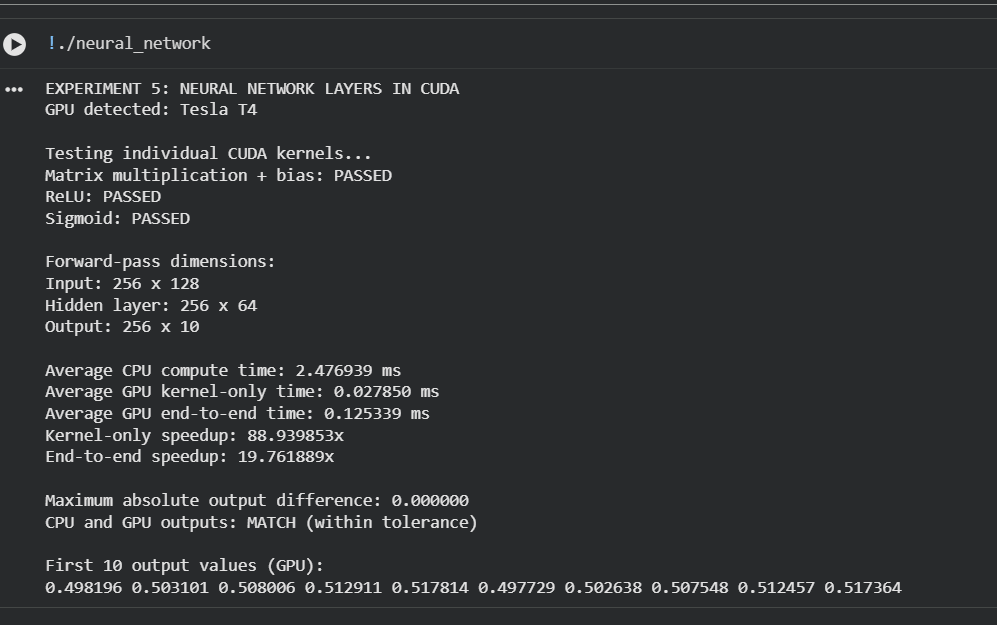 !./neural_network
EXPERIMENT 5: NEURAL NETWORK LAYERS IN CUDA
GPU detected: Tesla T4
Testing individual CUDA kernels...
Matrix multiplication + bias: PASSED
ReLU: PASSED
Sigmoid: PASSED
Forward-pass dimensions:
Input: 256 x 128
Hidden layer: 256 x 64
Output: 256 x 10
Average CPU compute time: 2.476939 ms
Average GPU kernel-only time: 0.027850 ms
Average GPU end-to-end time: 0.125339 ms
Kernel-only speedup: 88.939853x
End-to-end speedup: 19.761889x
Maximum absolute output difference: 0.000000
CPU and GPU outputs: MATCH (within tolerance)
First 10 output values (GPU):
0.498196 0.503101 0.508006 0.512911 0.517814 0.497729 0.502638 0.507548 0.512457 0.517364